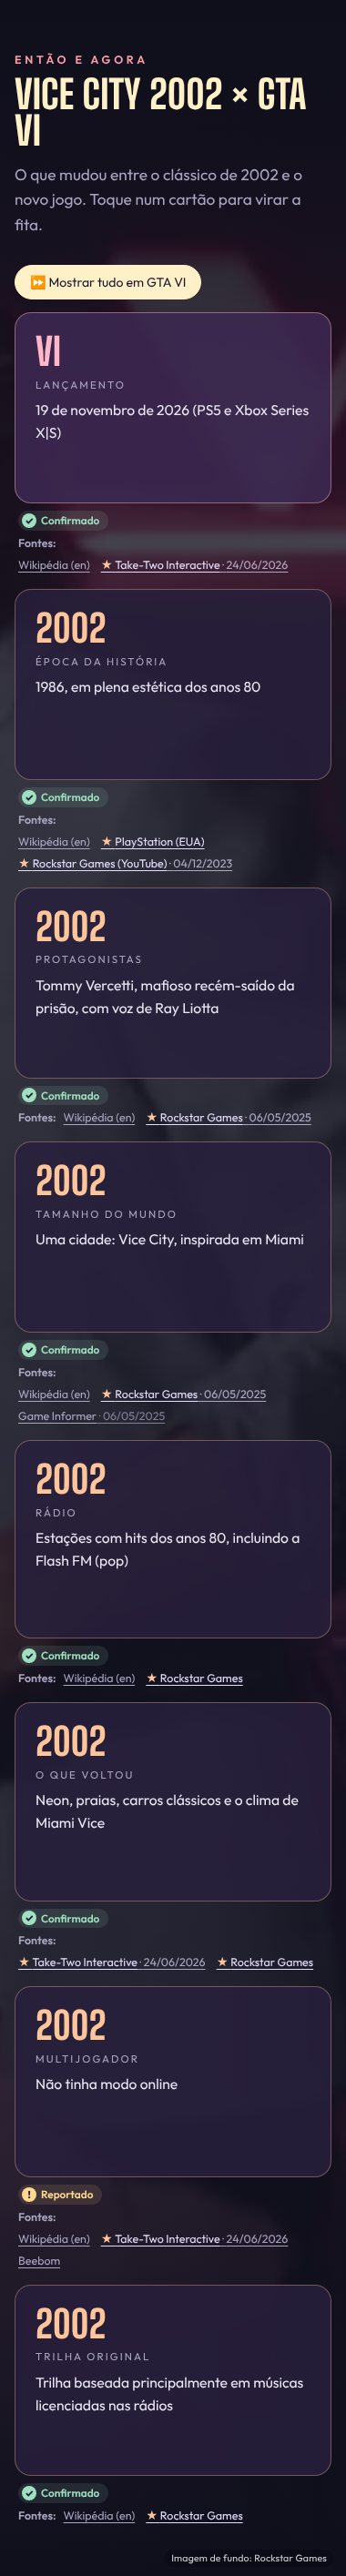 ENTÃO E AGORA
VICE CITY 2002 × GTA
VI
O que mudou entre o clássico de 2002 e o
novo jogo. Toque num cartão para virar a
fita.
⏩ Mostrar tudo em GTA VI
VI
LANÇAMENTO
19 de novembro de 2026 (PS5 e Xbox Series
X|S)
Confirmado
Fontes:
Wikipédia (en) ★ Take-Two Interactive · 24/06/2026
2002
ÉPOCA DA HISTÓRIA
1986, em plena estética dos anos 80
Confirmado
Fontes:
Wikipédia (en) ★ PlayStation (EUA)
★ Rockstar Games (YouTube) · 04/12/2023
2002
PROTAGONISTAS
Tommy Vercetti, mafioso recém-saído da
prisão, com voz de Ray Liotta
Confirmado
Fontes: Wikipédia (en) ★ Rockstar Games · 06/05/2025
2002
TAMANHO DO MUNDO
Uma cidade: Vice City, inspirada em Miami
Confirmado
Fontes:
Wikipédia (en) ★ Rockstar Games · 06/05/2025
Game Informer · 06/05/2025
2002
RÁDIO
Estações com hits dos anos 80, incluindo a
Flash FM (pop)
Confirmado
Fontes: Wikipédia (en) ★ Rockstar Games
2002
O QUE VOLTOU
Neon, praias, carros clássicos e o clima de
Miami Vice
Confirmado
Fontes:
★ Take-Two Interactive · 24/06/2026 ★ Rockstar Games
2002
MULTIJOGADOR
Não tinha modo online
Reportado
Fontes:
Wikipédia (en) ★ Take-Two Interactive · 24/06/2026
Beebom
2002
TRILHA ORIGINAL
Trilha baseada principalmente em músicas
licenciadas nas rádios
Confirmado
Fontes: Wikipédia (en) ★ Rockstar Games
Imagem de fundo: Rockstar Games